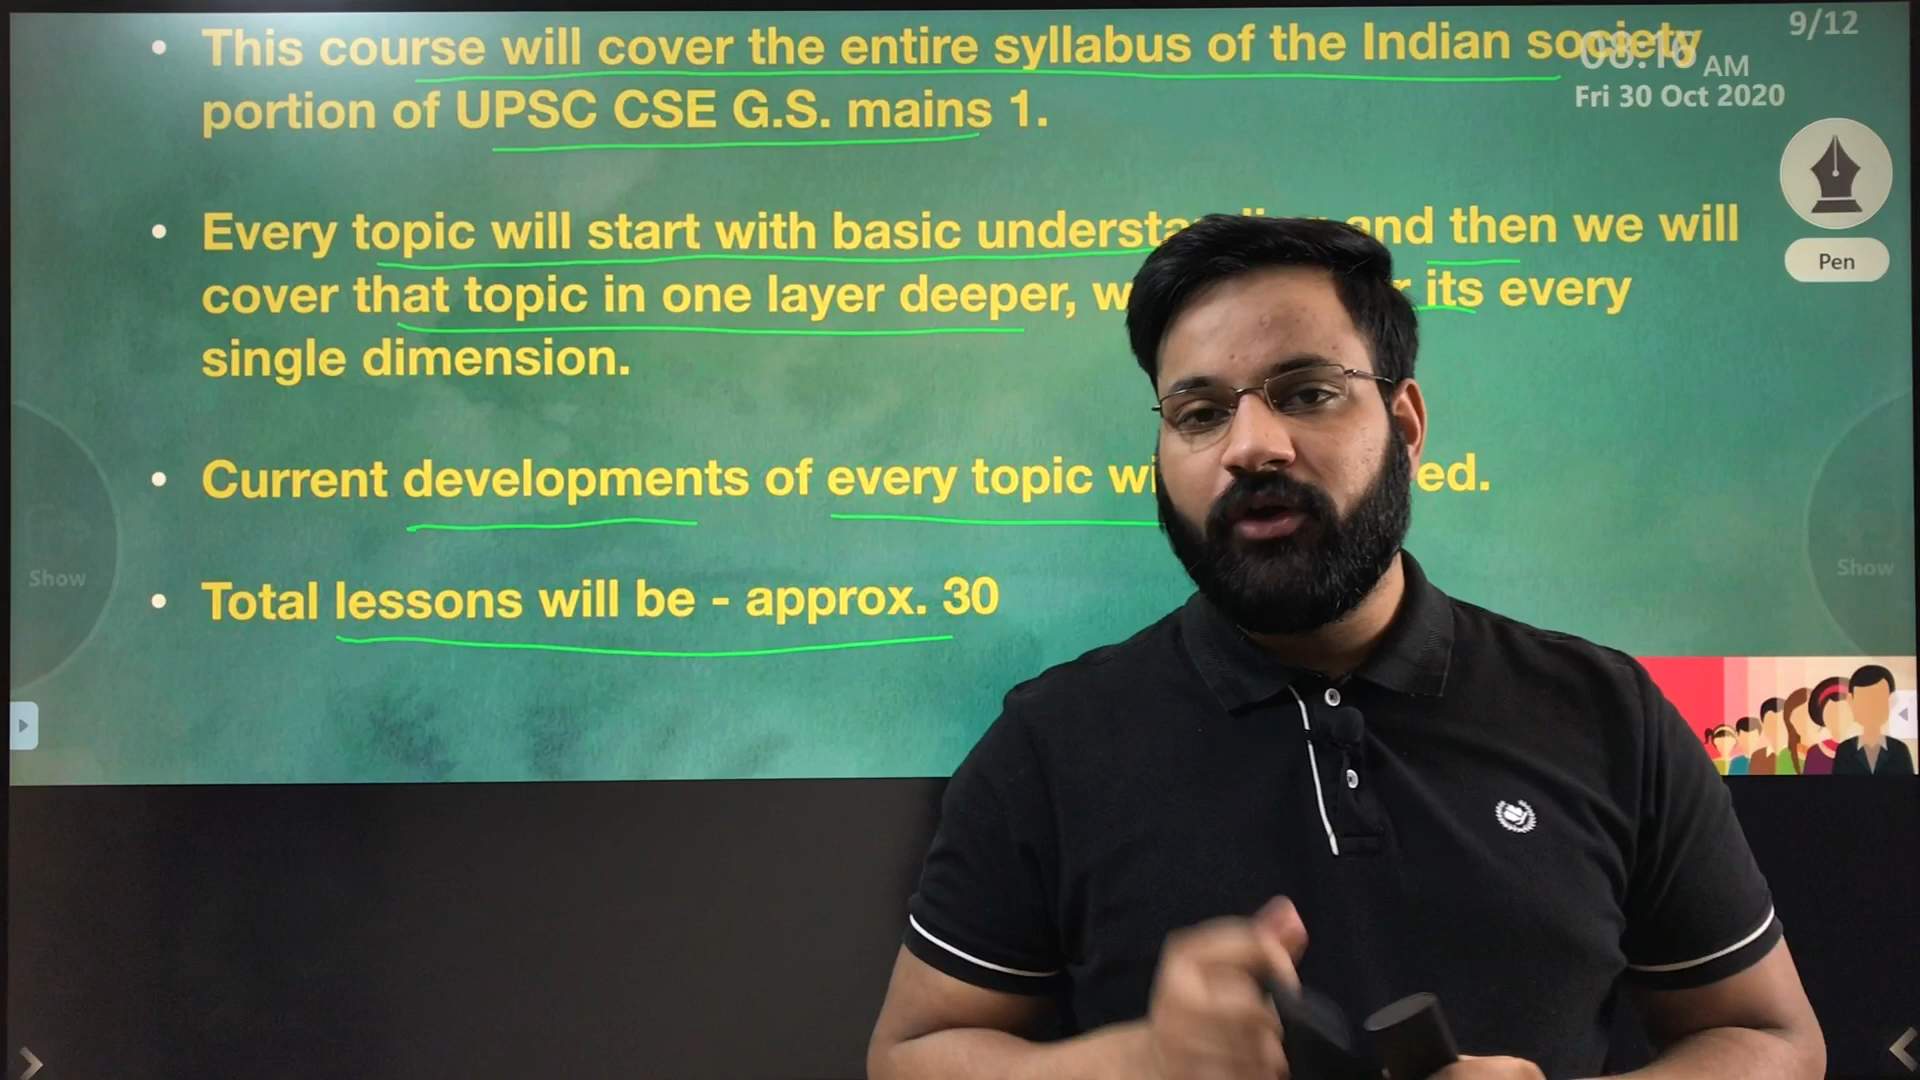 This course will cover the entire syllabus of the Indian society
9/12
08:16 AM
portion of UPSC CSE G.S. mains 1.
Fri 30 Oct 2020
Every topic will start with basic and then we will
Pen
cover that topic in one layer deeper, its every
single dimension.
Current developments of every topic
Show
Show
Total lessons will be - approx. 30